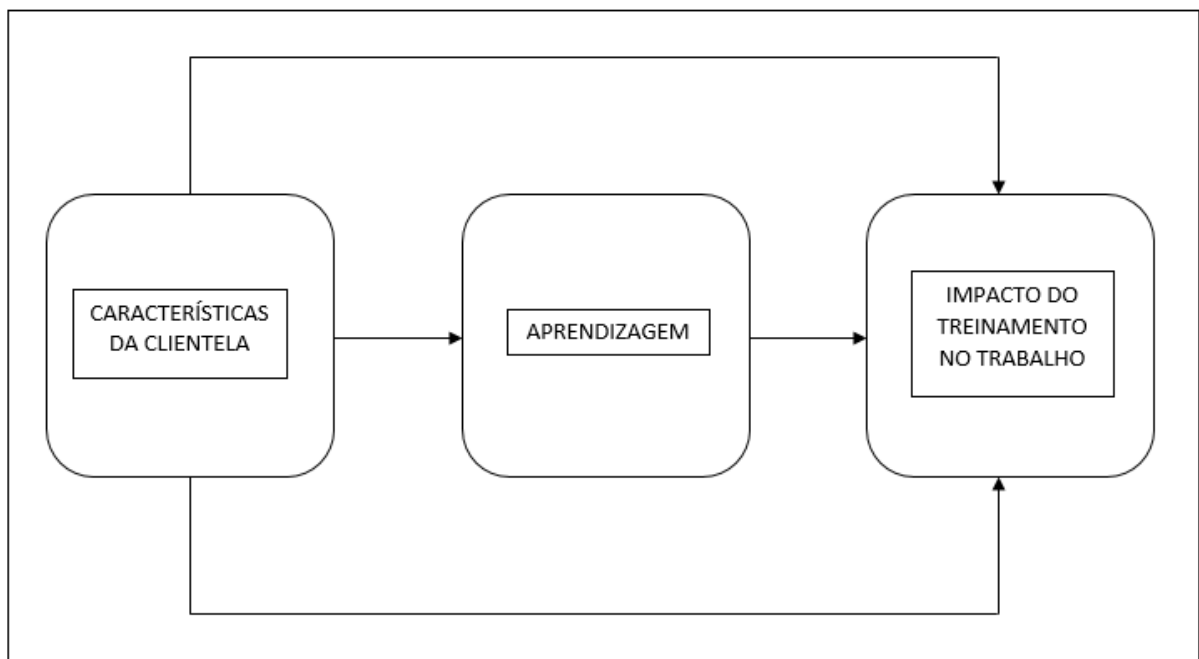 CARACTERÍSTICAS
DA CLIENTELA
APRENDIZAGEM
IMPACTO DO
TREINAMENTO
NO TRABALHO